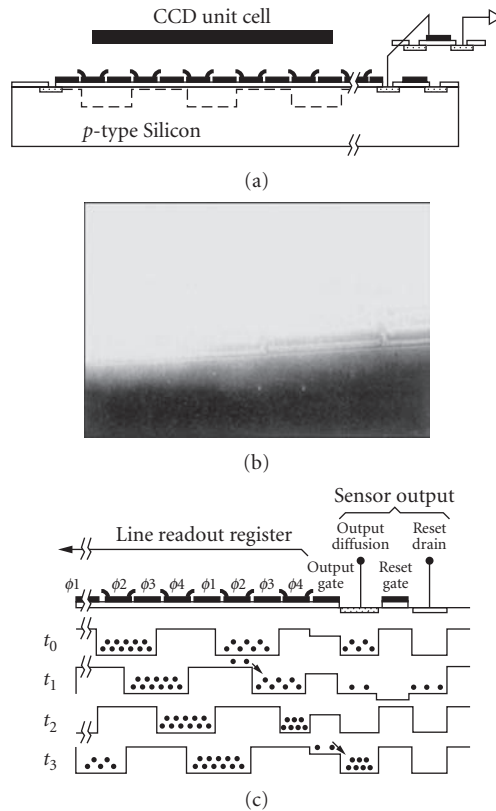 CCD unit cell
p-type Silicon
(a)
(b)
Sensor output
Line readout register
Output
diffusion
Reset
drain
Output
gate
Reset
gate
ϕ1 ϕ2 ϕ3 ϕ4 ϕ1 ϕ2 ϕ3 ϕ4
t0
t1
t2
t3
(c)